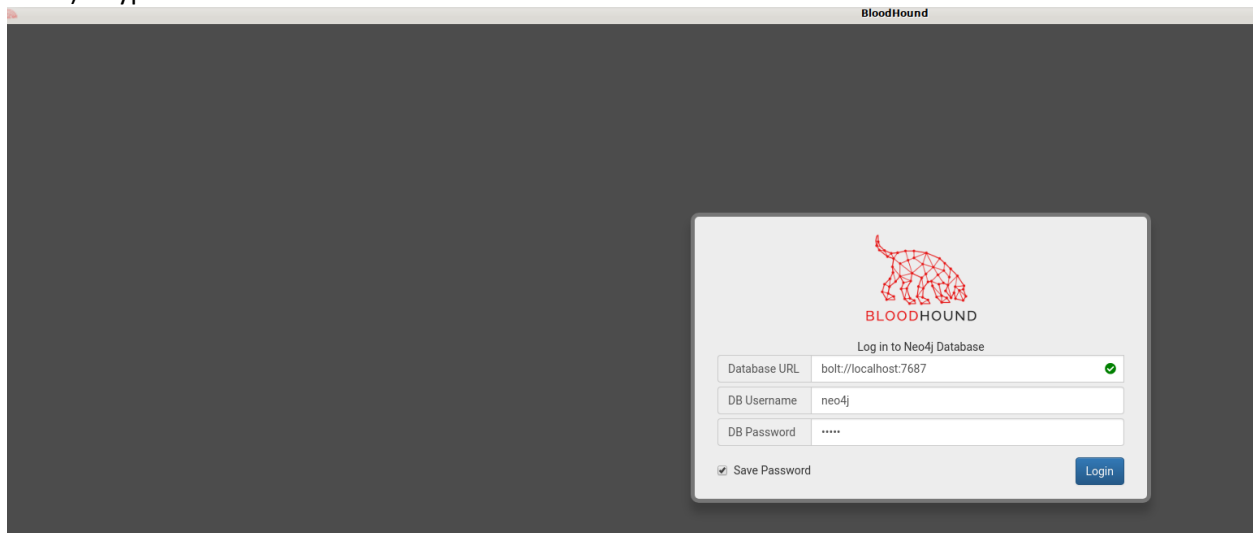 BloodHound
BLOODHOUND
Log in to Neo4j Database
Database URL bolt://localhost:7687
DB Username neo4j
DB Password •••••
Save Password Login